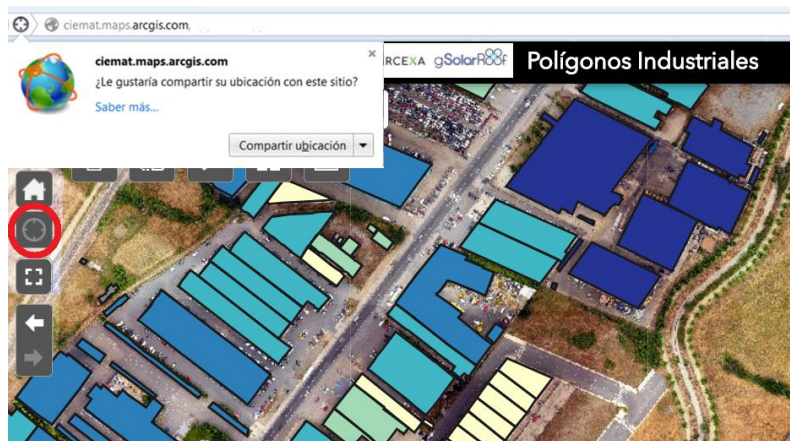 ciemat.maps.arcgis.com
ciemat.maps.arcgis.com
¿Le gustaría compartir su ubicación con este sitio?
Saber más...
Compartir ubicación
RCEXA gSolarRoof Polígonos Industriales